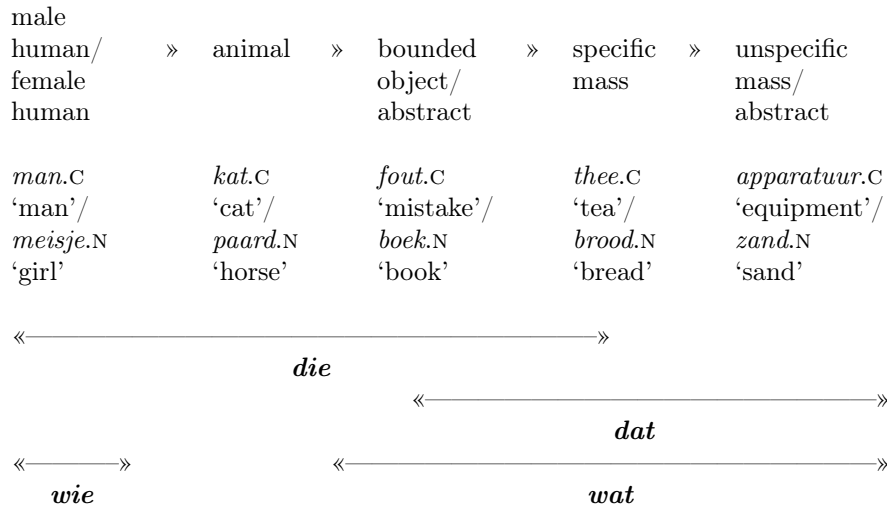 male
human/ » animal » bounded » specific » unspecific
female object/ mass mass/
human abstract abstract
man.C kat.C fout.C thee.C apparatuur.C
‘man’/ ‘cat’/ ‘mistake’/ ‘tea’/ ‘equipment’/
meisje.N paard.N boek.N brood.N zand.N
‘girl’ ‘horse’ ‘book’ ‘bread’ ‘sand’
«———»
die
«———»
dat
«———» «———»
wie wat